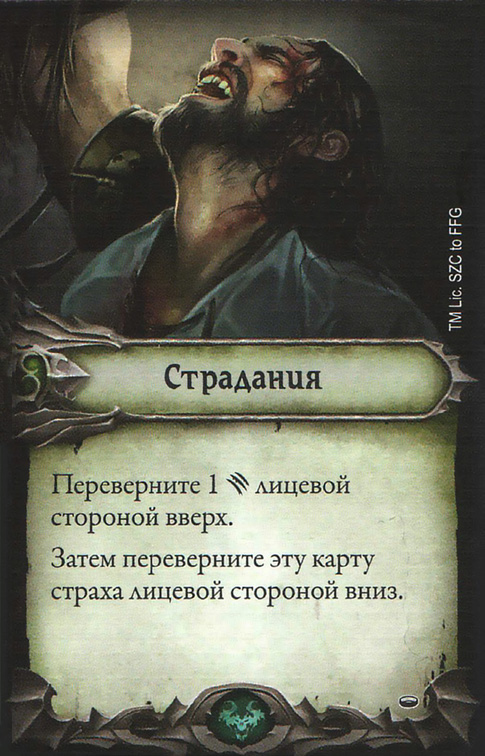 TM Lic. SZC to FFG
Страдания
Переверните 1 лицевой
стороной вверх.
Затем переверните эту карту
страха лицевой стороной вниз.